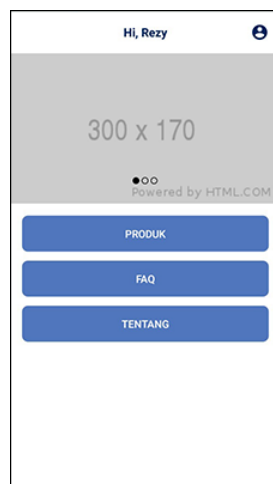 Hi, Rezy
300 x 170
Powered by HTML.COM
PRODUK
FAQ
TENTANG